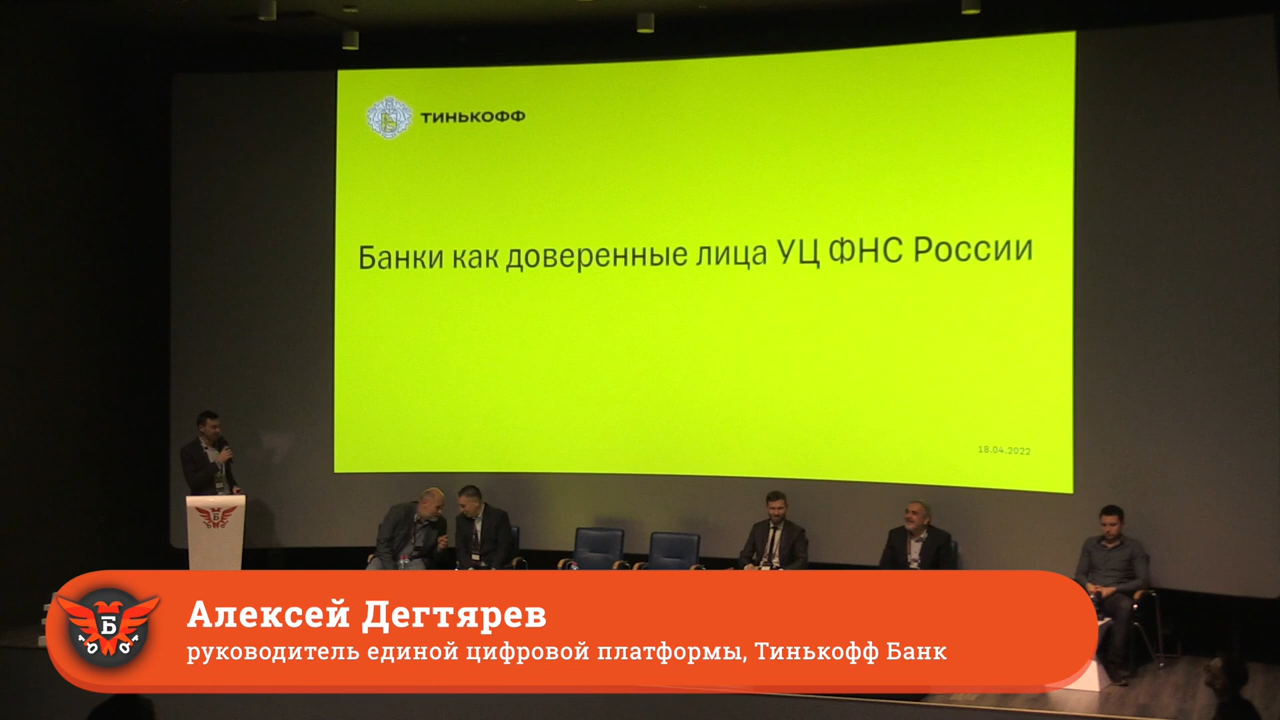 ТИНЬКОФФ
Банки как доверенные лица УЦ ФНС России
18.04.2022
Б
Б
Алексей Дегтярев
руководитель единой цифровой платформы, Тинькофф Банк